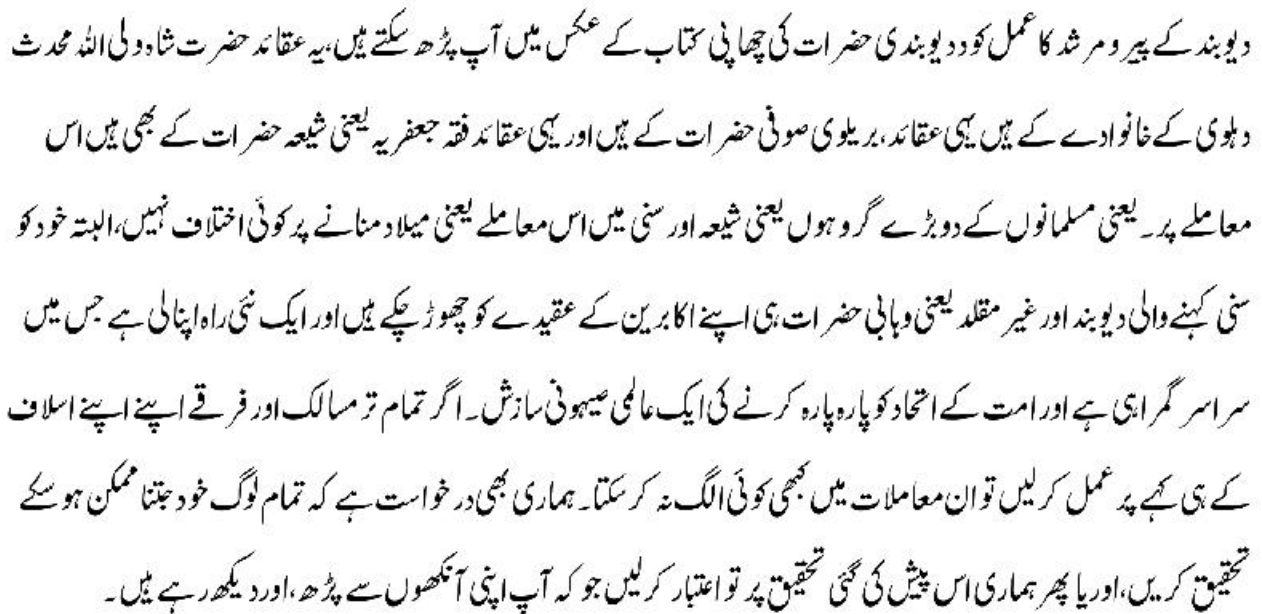 دیوبند کے پیر و مرشد کا عمل کود دیوبندی حضرات کی چھاپی کتاب کے عکس میں آپ پڑھ سکتے ہیں،یہ عقائد حضرت شاہ ولی اللہ محدث
دہلوی کے خانوادے کے ہیں یہی عقائد،بریلوی صوفی حضرات کے ہیں اور یہی عقائد فقہ جعفریہ یعنی شیعہ حضرات کے بھی ہیں اس
معاملے پر۔ یعنی مسلمانوں کے دو بڑے گروہوں یعنی شیعہ اور سنی میں اس معاملے یعنی میلاد منانے پر کوئی اختلاف نہیں،البتہ خود کو
سنی کہنے والی دیوبند اور غیر مقلد یعنی وہابی حضرات ہی اپنے اکابرین کے عقیدے کو چھوڑ چکے ہیں اور ایک نئی راہ اپنالی ہے جس میں
سراسر گمراہی ہے اور امت کے اتحاد کو پارہ پارہ کرنے کی ایک عالمی صیہونی سازش۔ اگر تمام تر مسالک اور فرقے اپنے اپنے اسلاف
کے ہی کہے پر عمل کرلیں تو ان معاملات میں کبھی کوئی الگ نہ کر سکتا۔ ہماری بھی درخواست ہے کہ تمام لوگ خود جتنا ممکن ہوسکے
تحقیق کریں،اور یا پھر ہماری اس پیش کی گئی تحقیق پر تو اعتبار کرلیں جو کہ آپ اپنی آنکھوں سے پڑھ،اور دیکھ رہے ہیں۔